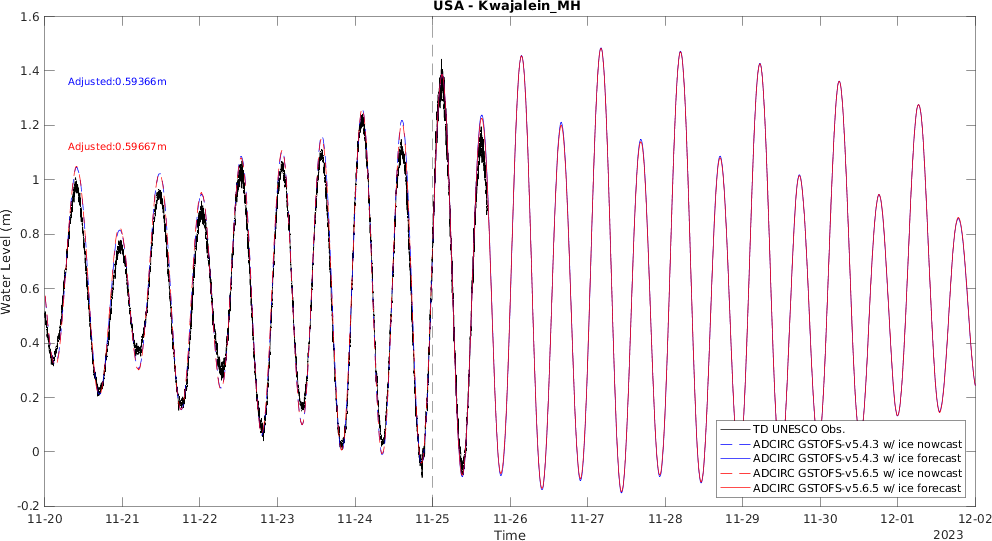 USA - Kwajalein_MH
1.6
1.4
1.2
1
0.8
0.6
0.4
0.2
0
-0.2
Water Level (m)
Adjusted:0.59366m
Adjusted:0.59667m
TD UNESCO Obs.
ADCIRC GSTOFS-v5.4.3 w/ ice nowcast
ADCIRC GSTOFS-v5.4.3 w/ ice forecast
ADCIRC GSTOFS-v5.6.5 w/ ice nowcast
ADCIRC GSTOFS-v5.6.5 w/ ice forecast
11-20 11-21 11-22 11-23 11-24 11-25 11-26 11-27 11-28 11-29 11-30 12-01 12-02
Time
2023